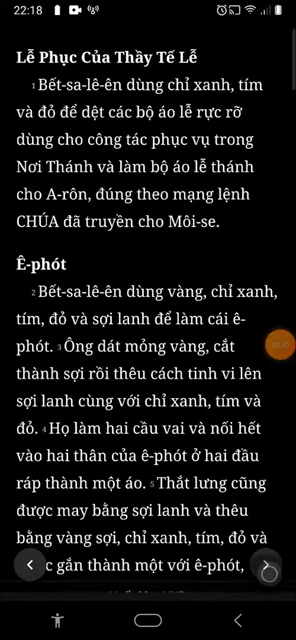 22:18
Lễ Phục Của Thầy Tế Lễ
1 Bết-sa-lê-ên dùng chỉ xanh, tím
và đỏ để dệt các bộ áo lễ rực rỡ
dùng cho công tác phục vụ trong
Nơi Thánh và làm bộ áo lễ thánh
cho A-rôn, đúng theo mạng lệnh
CHÚA đã truyền cho Môi-se.
Ê-phót
2 Bết-sa-lê-ên dùng vàng, chỉ xanh,
tím, đỏ và sợi lanh để làm cái ê-
phót. 3 Ông dát mỏng vàng, cắt
thành sợi rồi thêu cách tinh vi lên
sợi lanh cùng với chỉ xanh, tím và
đỏ. 4 Họ làm hai cầu vai và nối hết
vào hai thân của ê-phót ở hai đầu
ráp thành một áo. 5 Thắt lưng cũng
được may bằng sợi lanh và thêu
bằng vàng sợi, chỉ xanh, tím, đỏ và
gắn thành một với ê-phót,